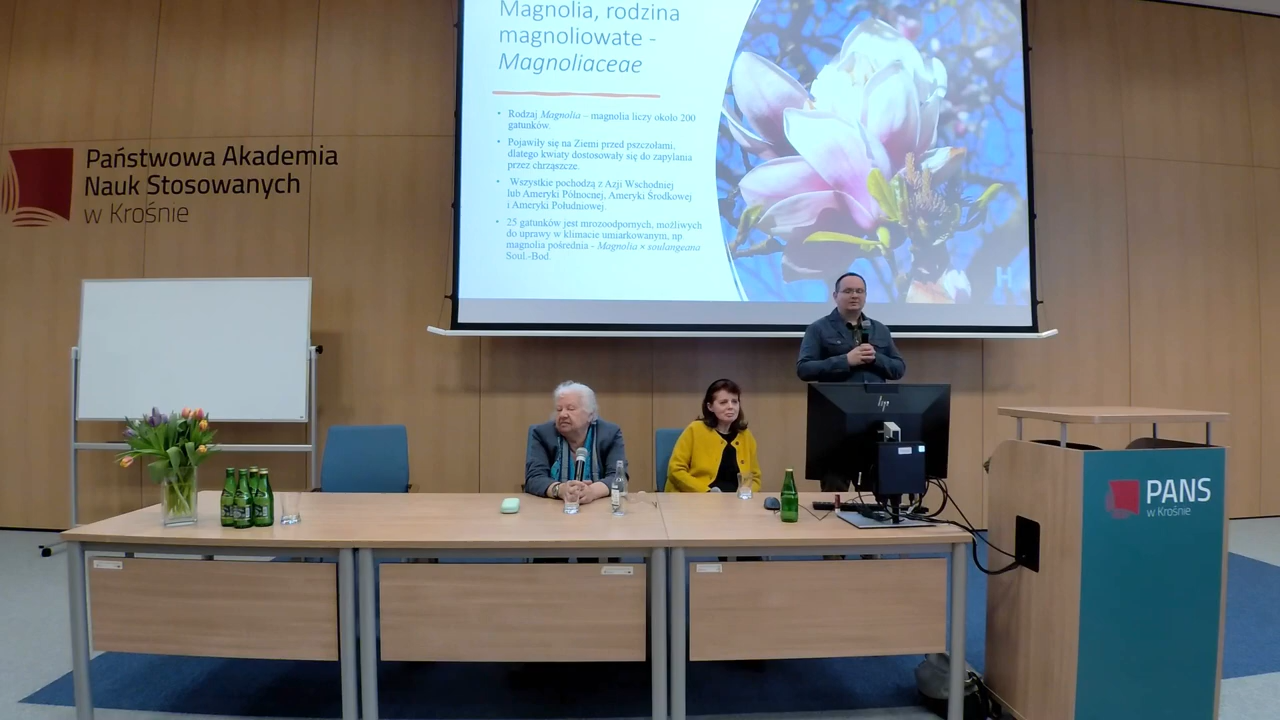 Magnolia, rodzina
magnoliowate -
Magnoliaceae
• Rodzaj Magnolia – magnolia liczy około 200
gatunków.
• Pojawiły się na Ziemi przed pszczołami,
dlatego kwiaty dostosowały się do zapylania
przez chrząszcze.
• Wszystkie pochodzą z Azji Wschodniej
lub Ameryki Północnej, Ameryki Środkowej
i Ameryki Południowej.
• 25 gatunków jest mrozoodpornych, możliwych
do uprawy w klimacie umiarkowanym, np.
magnolia pośrednia - Magnolia × soulangeana
Soul.-Bod.
H
Państwowa Akademia
Nauk Stosowanych
w Krośnie
hp
PANS
w Krośnie